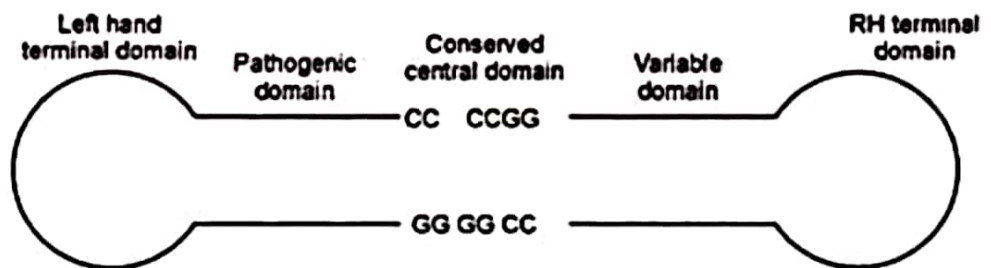 Left hand
terminal domain
Pathogenic
domain
Conserved
central domain
Variable
domain
RH terminal
domain
CC CCGG
GG GG CC